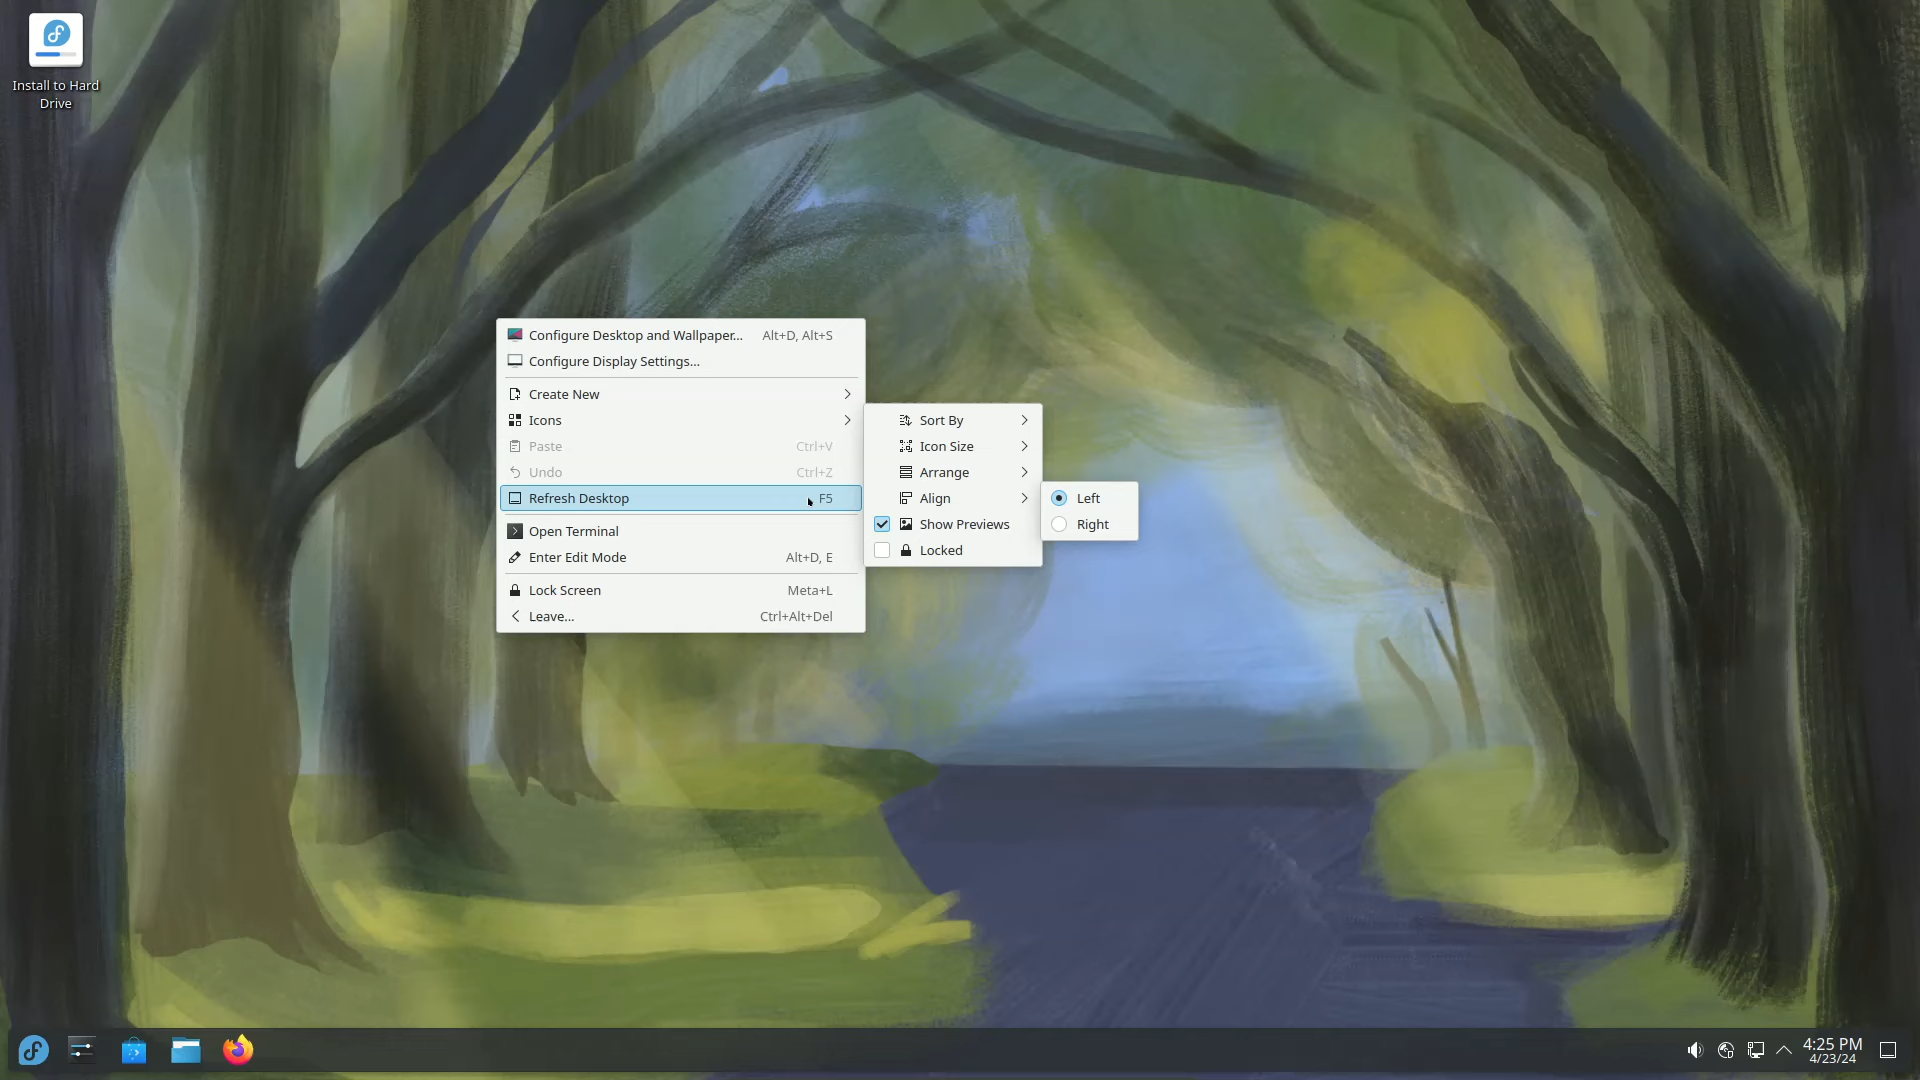 Install to Hard
Drive
Configure Desktop and Wallpaper... Alt+D, Alt+S
Configure Display Settings...
Create New
Icons
Paste Ctrl+V
Undo Ctrl+Z
Refresh Desktop F5
Open Terminal
Enter Edit Mode Alt+D, E
Lock Screen Meta+L
Leave... Ctrl+Alt+Del
Sort By
Icon Size
Arrange
Align
Show Previews
Locked
Left
Right
4:25 PM
4/23/24